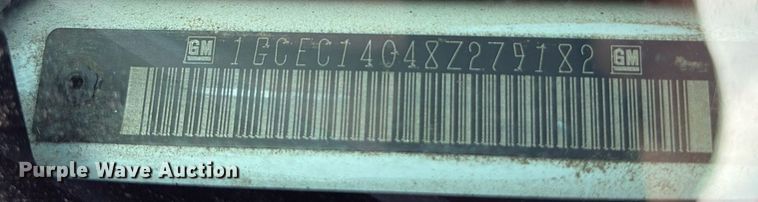 GM 1GCEC14048Z279182 GM
Purple Wave Auction